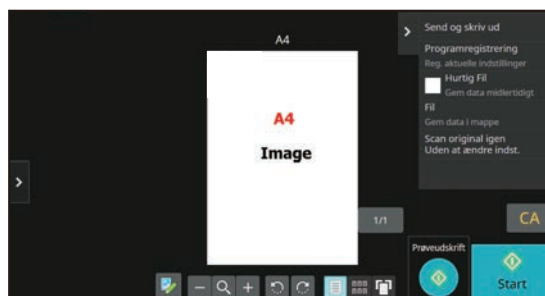 A4
A4
Image
1/1
Send og skriv ud
Programregistrering
Reg. aktuelle indstillinger
Hurtig Fil
Gem data midlertidigt
Fil
Gem data i mappe
Scan original igen
Uden at ændre indst.
CA
Prøveudskrift
Start